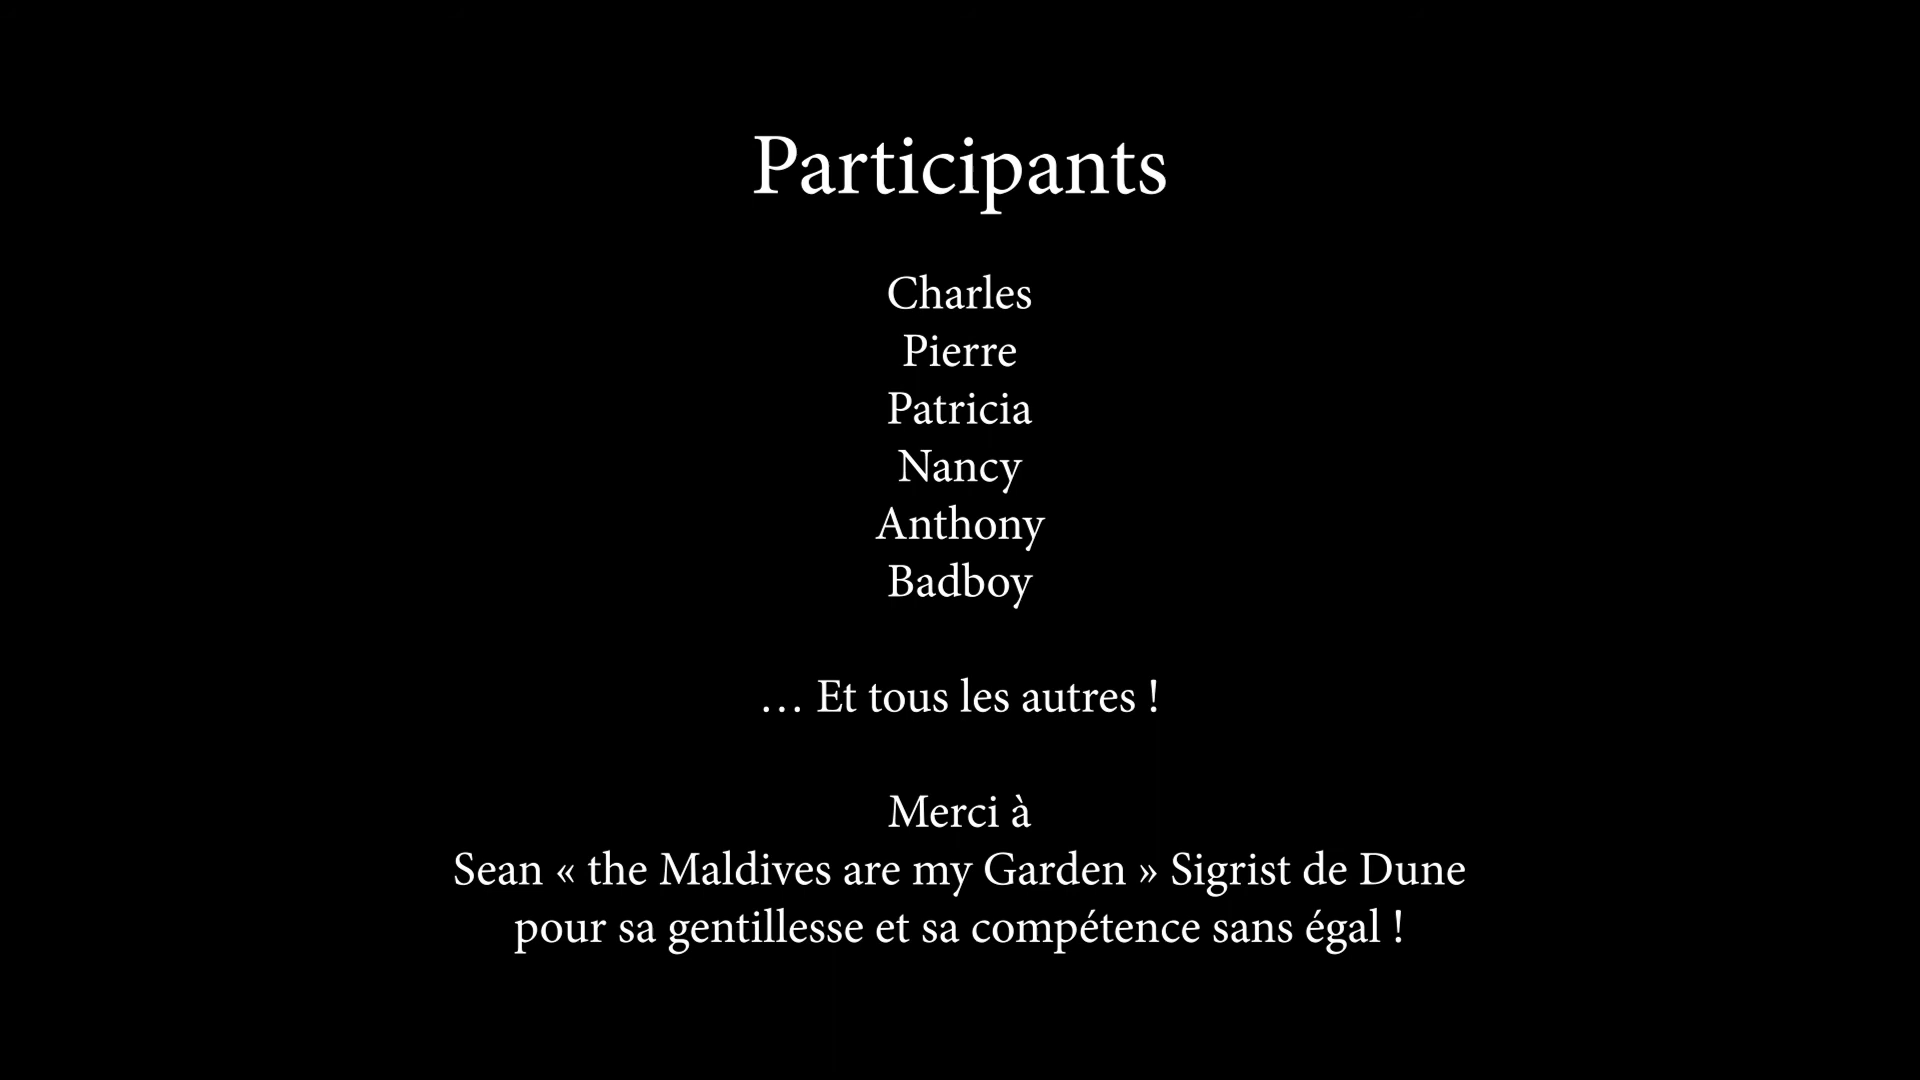 Participants
Charles
Pierre
Patricia
Nancy
Anthony
Badboy
… Et tous les autres !
Merci à
Sean « the Maldives are my Garden » Sigrist de Dune
pour sa gentillesse et sa compétence sans égal !